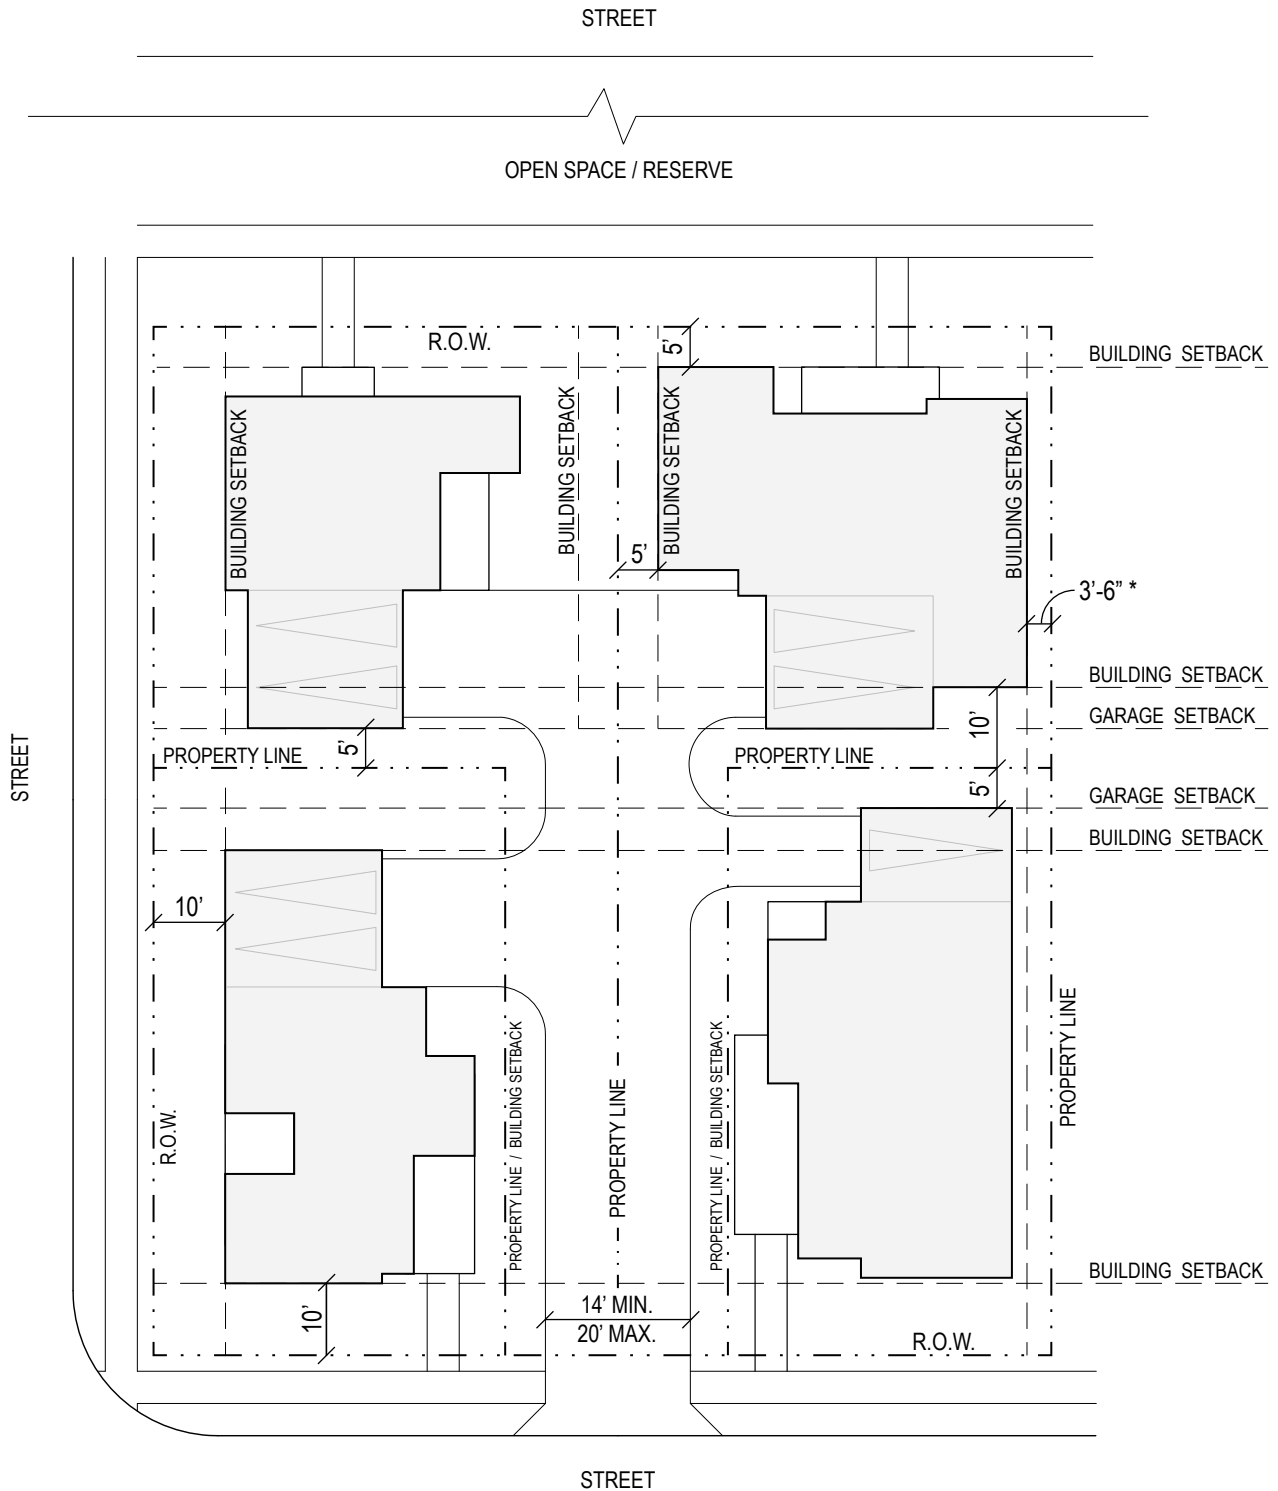 STREET
OPEN SPACE / RESERVE
R.O.W.
5’
BUILDING SETBACK
BUILDING SETBACK
BUILDING SETBACK
BUILDING SETBACK
BUILDING SETBACK
5’
3’-6” *
BUILDING SETBACK
GARAGE SETBACK
10’
5’
PROPERTY LINE
PROPERTY LINE
STREET
5’
GARAGE SETBACK
BUILDING SETBACK
10’
R.O.W.
PROPERTY LINE / BUILDING SETBACK
PROPERTY LINE
PROPERTY LINE / BUILDING SETBACK
PROPERTY LINE
BUILDING SETBACK
10’
14’ MIN.
20’ MAX.
R.O.W.
STREET